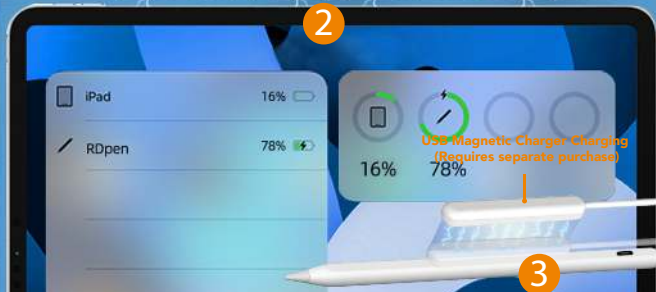 2
iPad 16%
RDpen 78%
USB Magnetic Charger Charging
(Requires separate purchase)
16% 78%
3